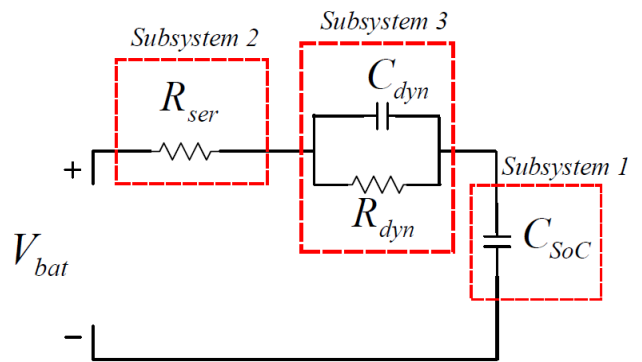 Subsystem 2
Subsystem 3
C_dyn
R_ser
Subsystem 1
+
R_dyn
C_SoC
V_bat
−